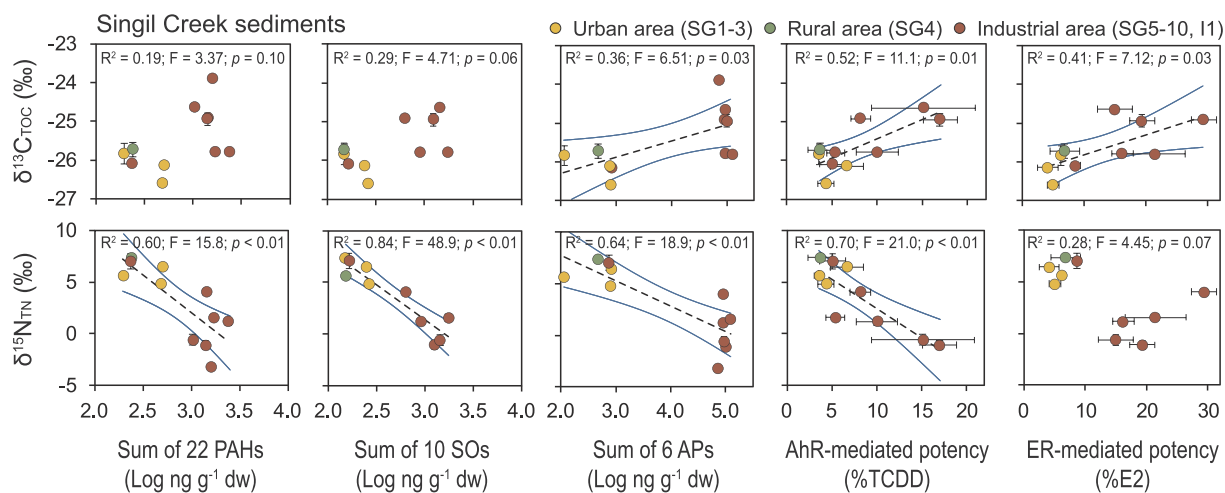 Singil Creek sediments
Urban area (SG1-3) Rural area (SG4) Industrial area (SG5-10, I1)
δ¹³C_TOC (‰)
-23
-24
-25
-26
-27
R² = 0.19; F = 3.37; p = 0.10
R² = 0.29; F = 4.71; p = 0.06
R² = 0.36; F = 6.51; p = 0.03
R² = 0.52; F = 11.1; p = 0.01
R² = 0.41; F = 7.12; p = 0.03
δ¹⁵N_TN (‰)
10
5
0
-5
R² = 0.60; F = 15.8; p < 0.01
R² = 0.84; F = 48.9; p < 0.01
R² = 0.64; F = 18.9; p < 0.01
R² = 0.70; F = 21.0; p < 0.01
R² = 0.28; F = 4.45; p = 0.07
2.0 2.5 3.0 3.5 4.0
2.0 2.5 3.0 3.5 4.0
2.0 3.0 4.0 5.0
0 5 10 15 20
0 10 20 30
Sum of 22 PAHs
(Log ng g⁻¹ dw)
Sum of 10 SOs
(Log ng g⁻¹ dw)
Sum of 6 APs
(Log ng g⁻¹ dw)
AhR-mediated potency
(%TCDD)
ER-mediated potency
(%E2)